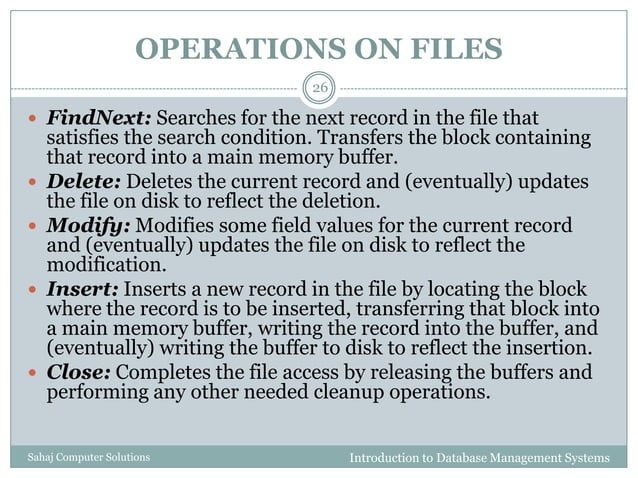 OPERATIONS ON FILES
26
• FindNext: Searches for the next record in the file that
satisfies the search condition. Transfers the block containing
that record into a main memory buffer.
• Delete: Deletes the current record and (eventually) updates
the file on disk to reflect the deletion.
• Modify: Modifies some field values for the current record
and (eventually) updates the file on disk to reflect the
modification.
• Insert: Inserts a new record in the file by locating the block
where the record is to be inserted, transferring that block into
a main memory buffer, writing the record into the buffer, and
(eventually) writing the buffer to disk to reflect the insertion.
• Close: Completes the file access by releasing the buffers and
performing any other needed cleanup operations.
Sahaj Computer Solutions
Introduction to Database Management Systems